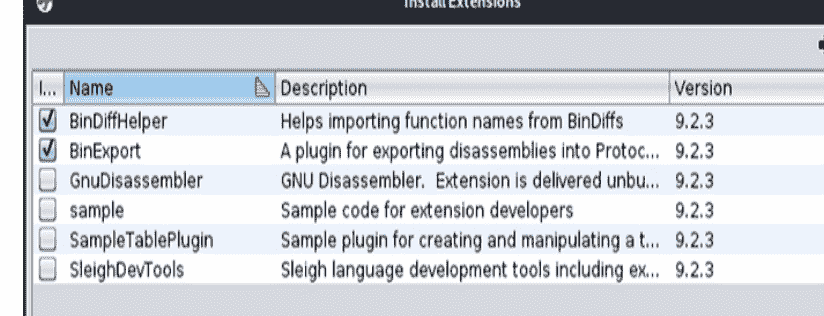 Install Extensions
I... Name Description Version
BinDiffHelper Helps importing function names from BinDiffs 9.2.3
BinExport A plugin for exporting disassemblies into Protoc... 9.2.3
GnuDisassembler GNU Disassembler. Extension is delivered unbu... 9.2.3
sample Sample code for extension developers 9.2.3
SampleTablePlugin Sample plugin for creating and manipulating a t... 9.2.3
SleighDevTools Sleigh language development tools including ex... 9.2.3